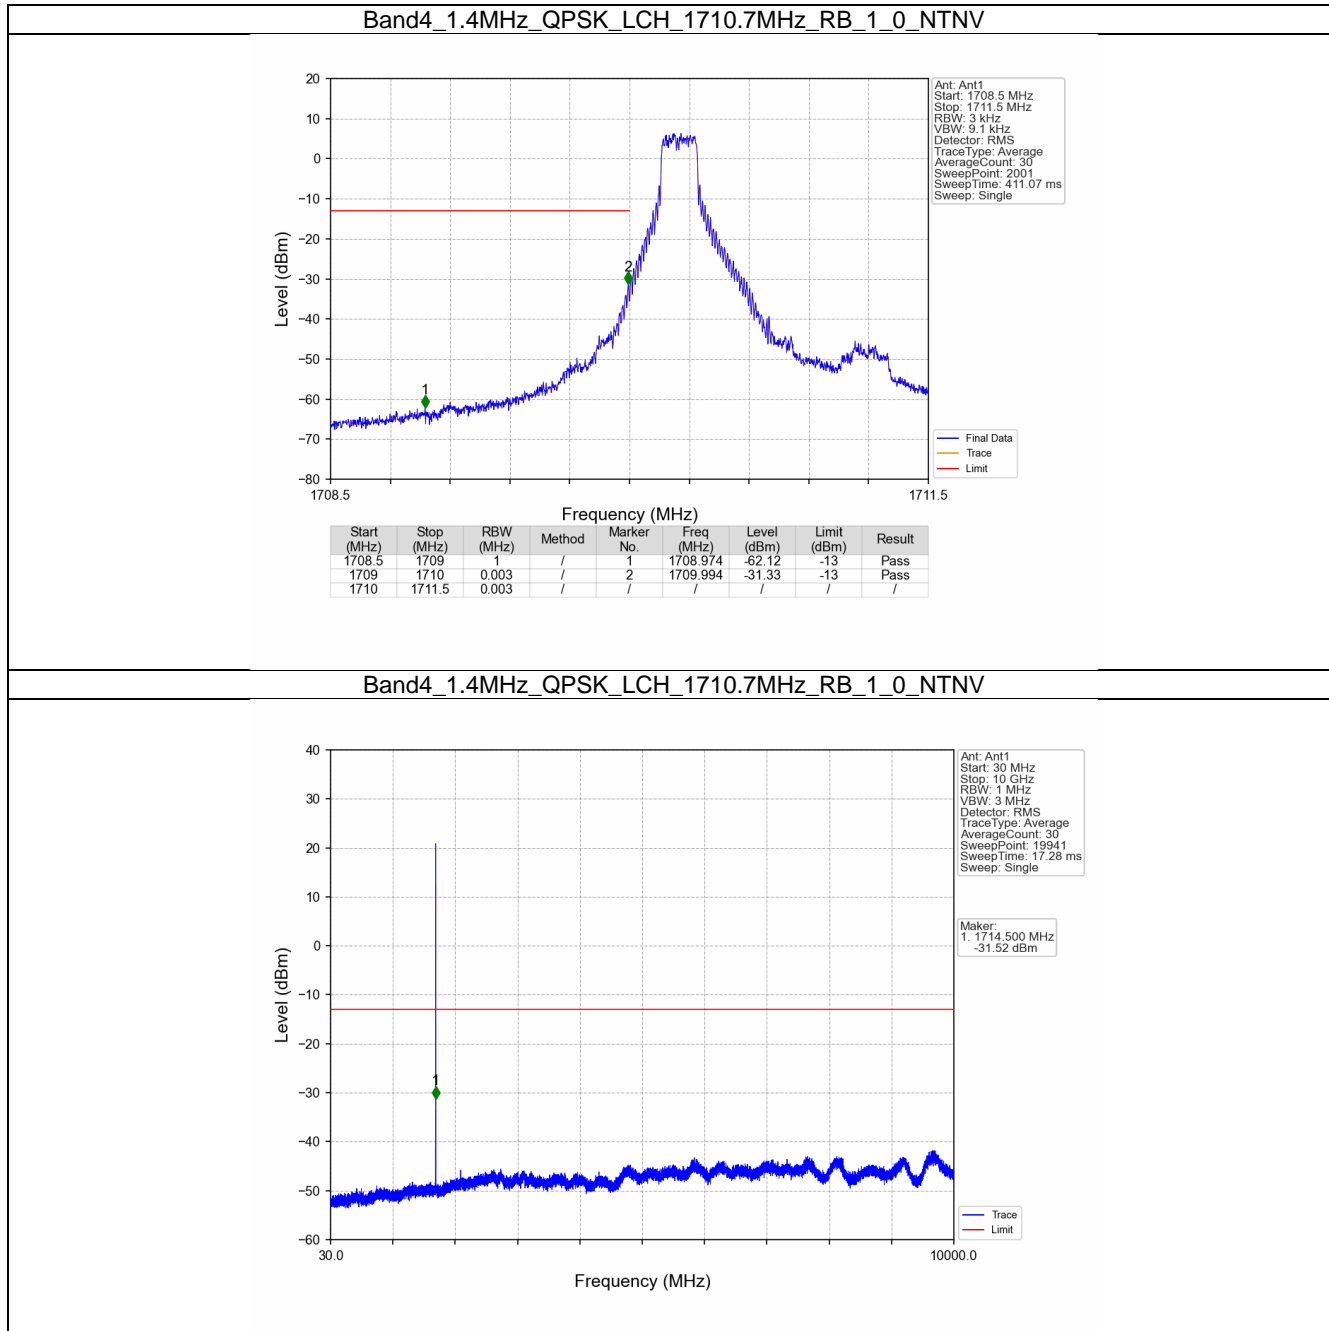 Band4_1.4MHz_QPSK_LCH_1710.7MHz_RB_1_0_NTNV
20
10
0
−10
−20
−30
−40
−50
−60
−70
−80
Level (dBm)
1
2
1708.5
1711.5
Frequency (MHz)
Ant: Ant1
Start: 1708.5 MHz
Stop: 1711.5 MHz
RBW: 3 kHz
VBW: 9.1 kHz
Detector: RMS
TraceType: Average
AverageCount: 30
SweepPoint: 2001
SweepTime: 411.07 ms
Sweep: Single
Final Data
Trace
Limit
Start (MHz) Stop (MHz) RBW (MHz) Method Marker No. Freq (MHz) Level (dBm) Limit (dBm) Result
1708.5 1709 1 / 1 1708.974 -62.12 -13 Pass
1709 1710 0.003 / 2 1709.994 -31.33 -13 Pass
1710 1711.5 0.003 / / / / / /
Band4_1.4MHz_QPSK_LCH_1710.7MHz_RB_1_0_NTNV
40
30
20
10
0
−10
−20
−30
−40
−50
−60
Level (dBm)
1
30.0
10000.0
Frequency (MHz)
Ant: Ant1
Start: 30 MHz
Stop: 10 GHz
RBW: 1 MHz
VBW: 3 MHz
Detector: RMS
TraceType: Average
AverageCount: 30
SweepPoint: 19941
SweepTime: 17.28 ms
Sweep: Single
Maker:
1. 1714.500 MHz
-31.52 dBm
Trace
Limit